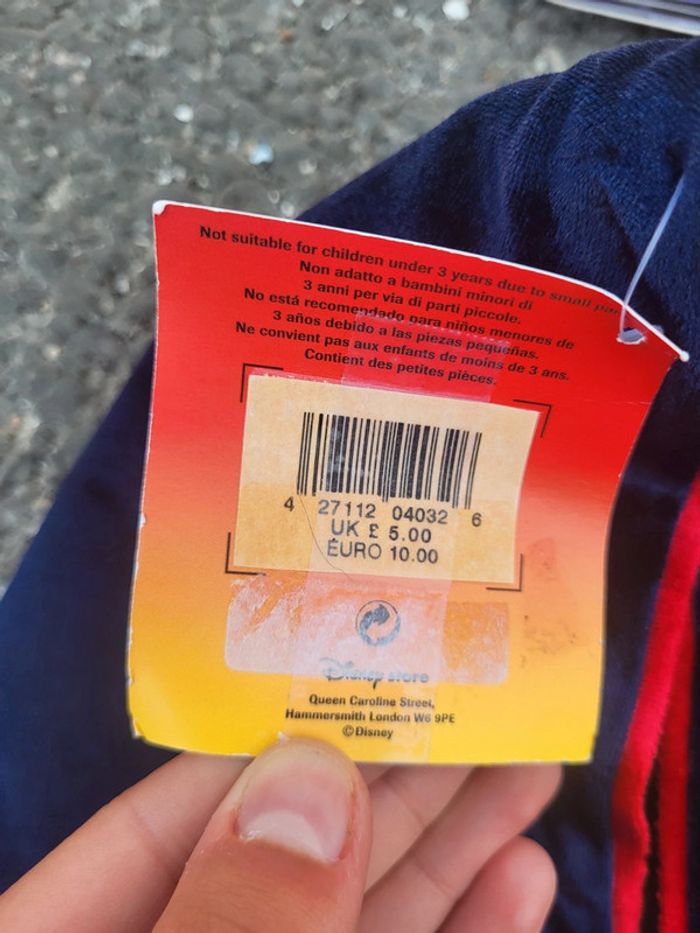 Not suitable for children under 3 years due to small
Non adatto a bambini minori di
3 anni per via di parti piccole.
No está recomendado para niños menores de
3 años debido a las piezas pequeñas.
Ne convient pas aux enfants de moins de 3 ans.
Contient des petites pièces.
4 27112 04032 6
UK £ 5.00
EURO 10.00
Disney store
Queen Caroline Street,
Hammersmith London W6 9PE
©Disney